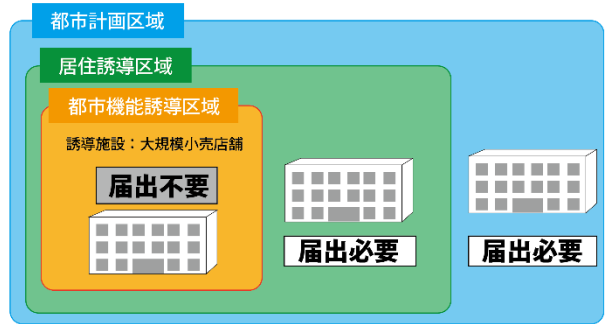 都市計画区域
居住誘導区域
都市機能誘導区域
誘導施設：大規模小売店舗
届出不要
届出必要
届出必要